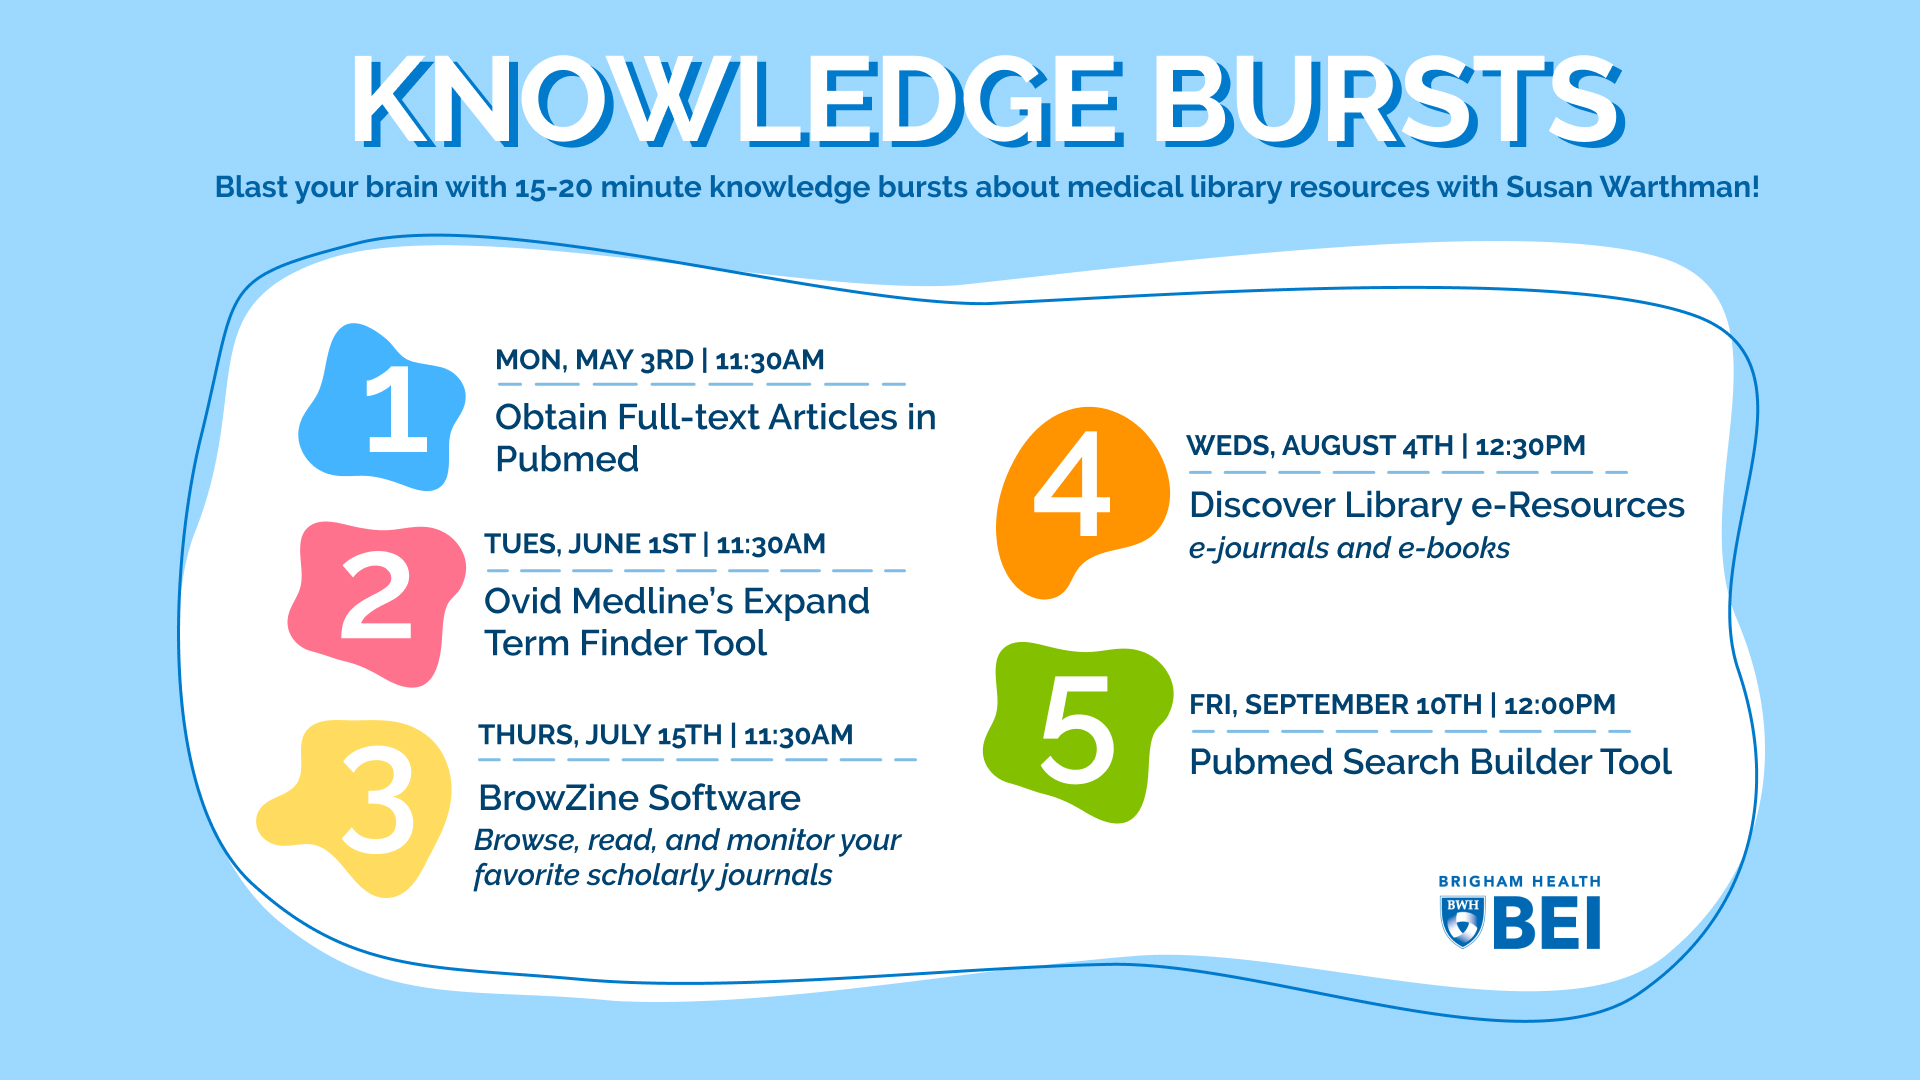 KNOWLEDGE BURSTS
Blast your brain with 15-20 minute knowledge bursts about medical library resources with Susan Warthman!
1
MON, MAY 3RD | 11:30AM
Obtain Full-text Articles in
Pubmed
2
TUES, JUNE 1ST | 11:30AM
Ovid Medline’s Expand
Term Finder Tool
3
THURS, JULY 15TH | 11:30AM
BrowZine Software
Browse, read, and monitor your
favorite scholarly journals
4
WEDS, AUGUST 4TH | 12:30PM
Discover Library e-Resources
e-journals and e-books
5
FRI, SEPTEMBER 10TH | 12:00PM
Pubmed Search Builder Tool
BRIGHAM HEALTH
BWH
BEI